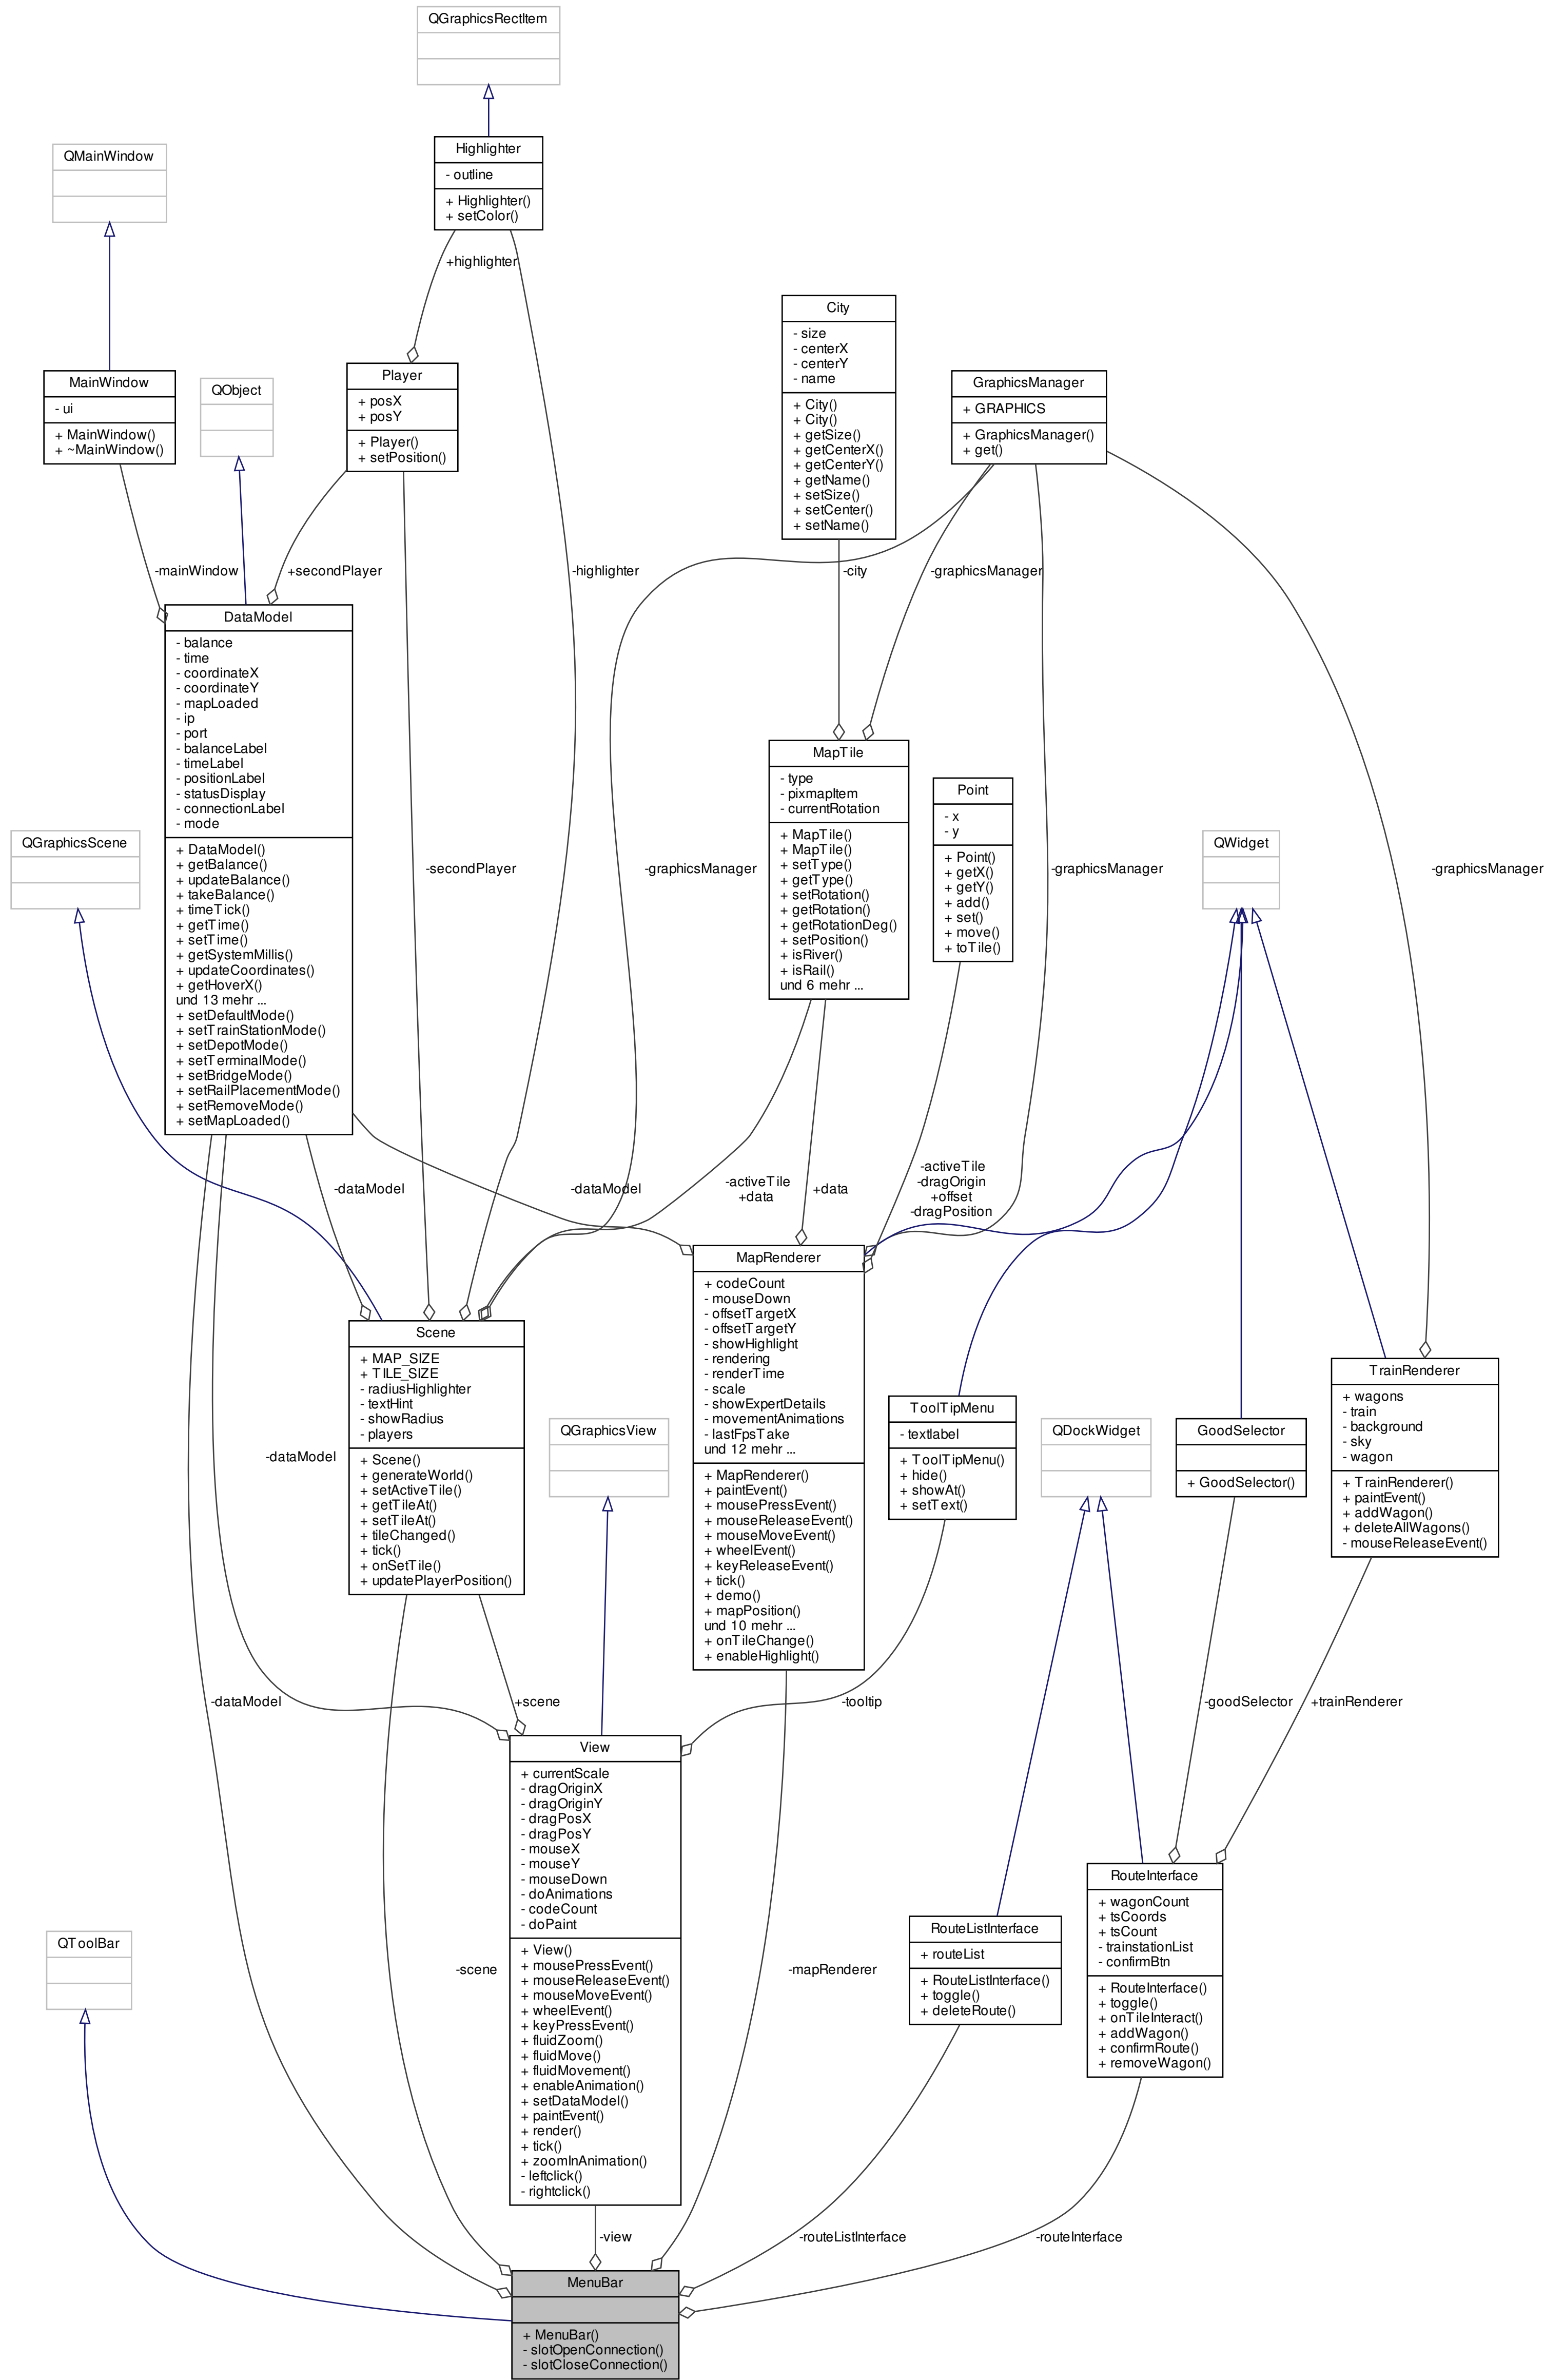 QGraphicsRectItem
Highlighter
- outline
+ Highlighter()
+ setColor()
QMainWindow
+highlighter
City
- size
- centerX
- centerY
- name
+ City()
+ City()
+ getSize()
+ getCenterX()
+ getCenterY()
+ getName()
+ setSize()
+ setCenter()
+ setName()
MainWindow
- ui
+ MainWindow()
+ ~MainWindow()
QObject
Player
+ posX
+ posY
+ Player()
+ setPosition()
GraphicsManager
+ GRAPHICS
+ GraphicsManager()
+ get()
-mainWindow
+secondPlayer
-highlighter
-city
-graphicsManager
DataModel
- balance
- time
- coordinateX
- coordinateY
- mapLoaded
- ip
- port
- balanceLabel
- timeLabel
- positionLabel
- statusDisplay
- connectionLabel
- mode
+ DataModel()
+ getBalance()
+ updateBalance()
+ takeBalance()
+ timeTick()
+ getTime()
+ setTime()
+ getSystemMillis()
+ updateCoordinates()
+ getHoverX()
und 13 mehr ...
+ setDefaultMode()
+ setTrainStationMode()
+ setDepotMode()
+ setTerminalMode()
+ setBridgeMode()
+ setRailPlacementMode()
+ setRemoveMode()
+ setMapLoaded()
MapTile
- type
- pixmapItem
- currentRotation
+ MapTile()
+ MapTile()
+ setType()
+ getType()
+ setRotation()
+ getRotation()
+ getRotationDeg()
+ setPosition()
+ isRiver()
+ isRail()
und 6 mehr ...
Point
- x
- y
+ Point()
+ getX()
+ getY()
+ add()
+ set()
+ move()
+ toTile()
QGraphicsScene
QWidget
-secondPlayer
-graphicsManager
-graphicsManager
-graphicsManager
-dataModel
-dataModel
-activeTile
+data
+data
-activeTile
-dragOrigin
+offset
-dragPosition
MapRenderer
+ codeCount
- mouseDown
- offsetTargetX
- offsetTargetY
- showHighlight
- rendering
- renderTime
- scale
- showExpertDetails
- movementAnimations
- lastFpsTake
und 12 mehr ...
+ MapRenderer()
+ paintEvent()
+ mousePressEvent()
+ mouseReleaseEvent()
+ mouseMoveEvent()
+ wheelEvent()
+ keyReleaseEvent()
+ tick()
+ demo()
+ mapPosition()
und 10 mehr ...
+ onTileChange()
+ enableHighlight()
Scene
+ MAP_SIZE
+ TILE_SIZE
- radiusHighlighter
- textHint
- showRadius
- players
+ Scene()
+ generateWorld()
+ setActiveTile()
+ getTileAt()
+ setTileAt()
+ tileChanged()
+ tick()
+ onSetTile()
+ updatePlayerPosition()
-dataModel
QGraphicsView
ToolTipMenu
- textlabel
+ ToolTipMenu()
+ hide()
+ showAt()
+ setText()
QDockWidget
GoodSelector
+ GoodSelector()
TrainRenderer
+ wagons
- train
- background
- sky
- wagon
+ TrainRenderer()
+ paintEvent()
+ addWagon()
+ deleteAllWagons()
- mouseReleaseEvent()
-dataModel
+scene
-tooltip
-goodSelector
+trainRenderer
View
+ currentScale
- dragOriginX
- dragOriginY
- dragPosX
- dragPosY
- mouseX
- mouseY
- mouseDown
- doAnimations
- codeCount
- doPaint
+ View()
+ mousePressEvent()
+ mouseReleaseEvent()
+ mouseMoveEvent()
+ wheelEvent()
+ keyPressEvent()
+ fluidZoom()
+ fluidMove()
+ fluidMovement()
+ enableAnimation()
+ setDataModel()
+ paintEvent()
+ render()
+ tick()
+ zoomInAnimation()
- leftclick()
- rightclick()
RouteInterface
+ wagonCount
+ tsCoords
+ tsCount
- trainstationList
- confirmBtn
+ RouteInterface()
+ toggle()
+ onTileInteract()
+ addWagon()
+ confirmRoute()
+ removeWagon()
RouteListInterface
+ routeList
+ RouteListInterface()
+ toggle()
+ deleteRoute()
QToolBar
-scene
-mapRenderer
-view
-routeListInterface
-routeInterface
MenuBar
+ MenuBar()
- slotOpenConnection()
- slotCloseConnection()